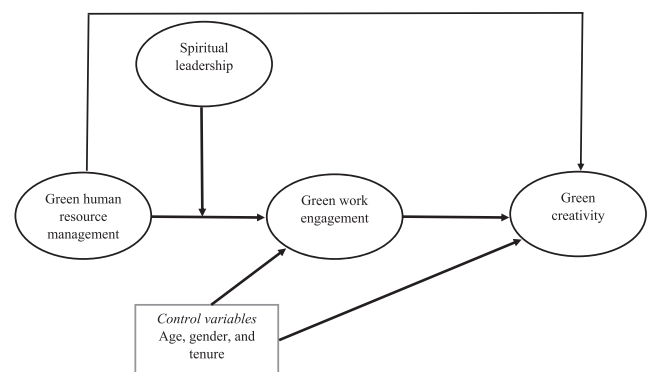 Spiritual
leadership
Green human
resource
management
Green work
engagement
Green
creativity
Control variables
Age, gender, and
tenure